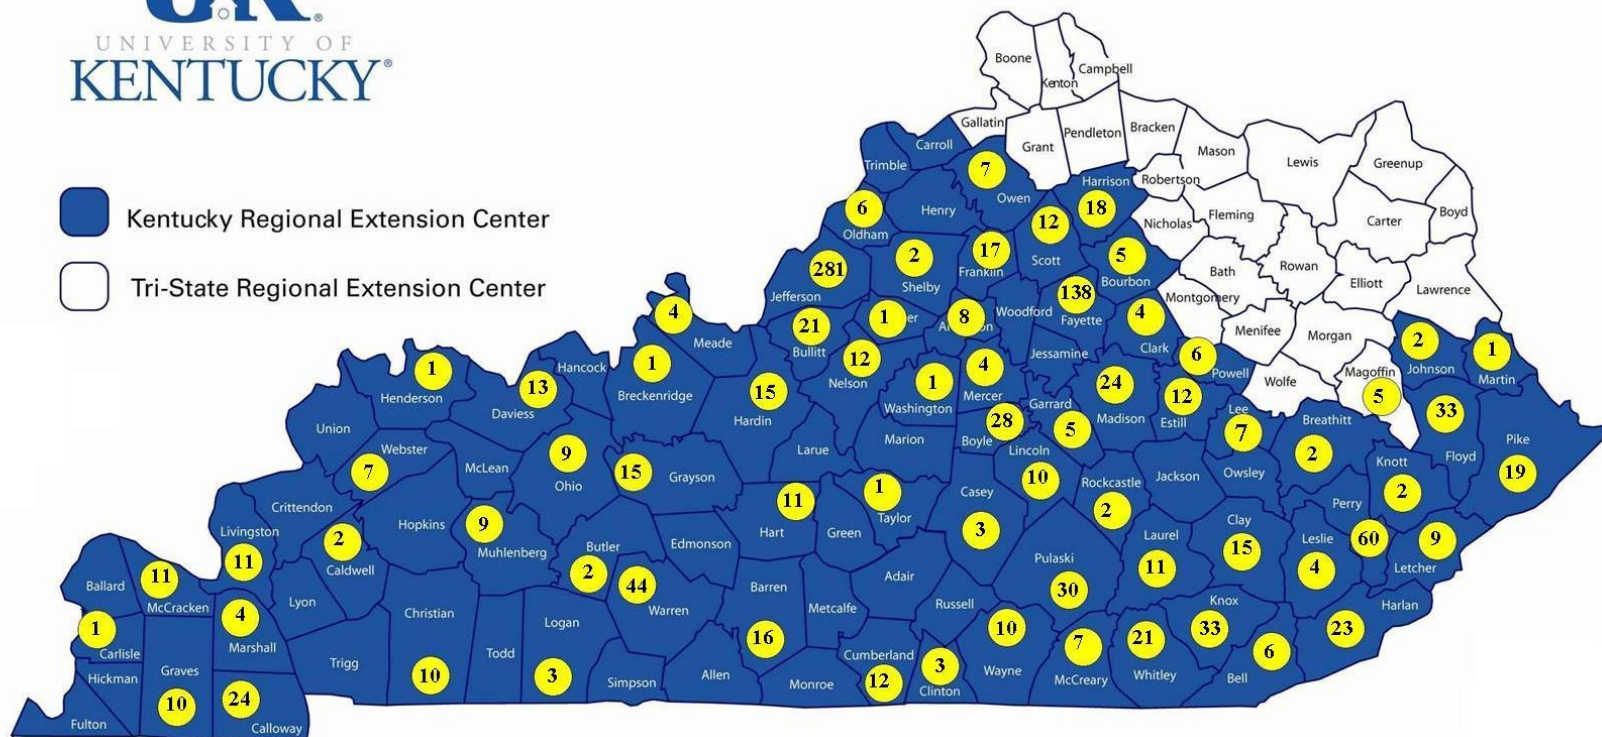 UK®
UNIVERSITY OF
KENTUCKY®
Kentucky Regional Extension Center
Tri-State Regional Extension Center
Boone
Kenton
Campbell
Gallatin
Grant
Pendleton
Bracken
Mason
Lewis
Greenup
Carroll
Trimble
7
Owen
Harrison
18
Robertson
Nicholas
Fleming
Carter
Boyd
6
Oldham
Henry
12
Scott
17
Franklin
5
Bourbon
Bath
Rowan
Elliott
Lawrence
281
Jefferson
2
Shelby
138
Fayette
Woodford
Montgomery
Menifee
Morgan
4
Meade
21
Bullitt
1
er
8
4
Clark
6
Powell
Wolfe
Magoffin
5
2
Johnson
1
Martin
1
Henderson
13
Daviess
Hancock
1
Breckenridge
15
Hardin
12
Nelson
1
Washington
4
Mercer
Jessamine
24
Madison
12
Estill
Lee
7
Breathitt
2
33
Floyd
Pike
19
Union
Webster
7
McLean
9
Ohio
15
Grayson
Larue
Marion
28
Boyle
Garrard
5
Lincoln
10
Rockcastle
2
Jackson
Owsley
Knott
2
Crittendon
Livingston
11
2
Caldwell
Hopkins
9
Muhlenberg
Butler
2
Edmonson
11
Hart
Green
1
Taylor
Casey
3
Pulaski
30
Laurel
11
Clay
15
Leslie
4
Perry
60
9
Letcher
Ballard
11
McCracken
4
Marshall
Lyon
Christian
10
Todd
Logan
3
44
Warren
Barren
16
Metcalfe
Adair
Russell
10
Wayne
7
McCreary
21
Whitley
Knox
33
6
Bell
Harlan
23
1
Carlisle
Hickman
Graves
10
24
Calloway
Trigg
Simpson
Allen
Monroe
Cumberland
12
3
Clinton
Fulton